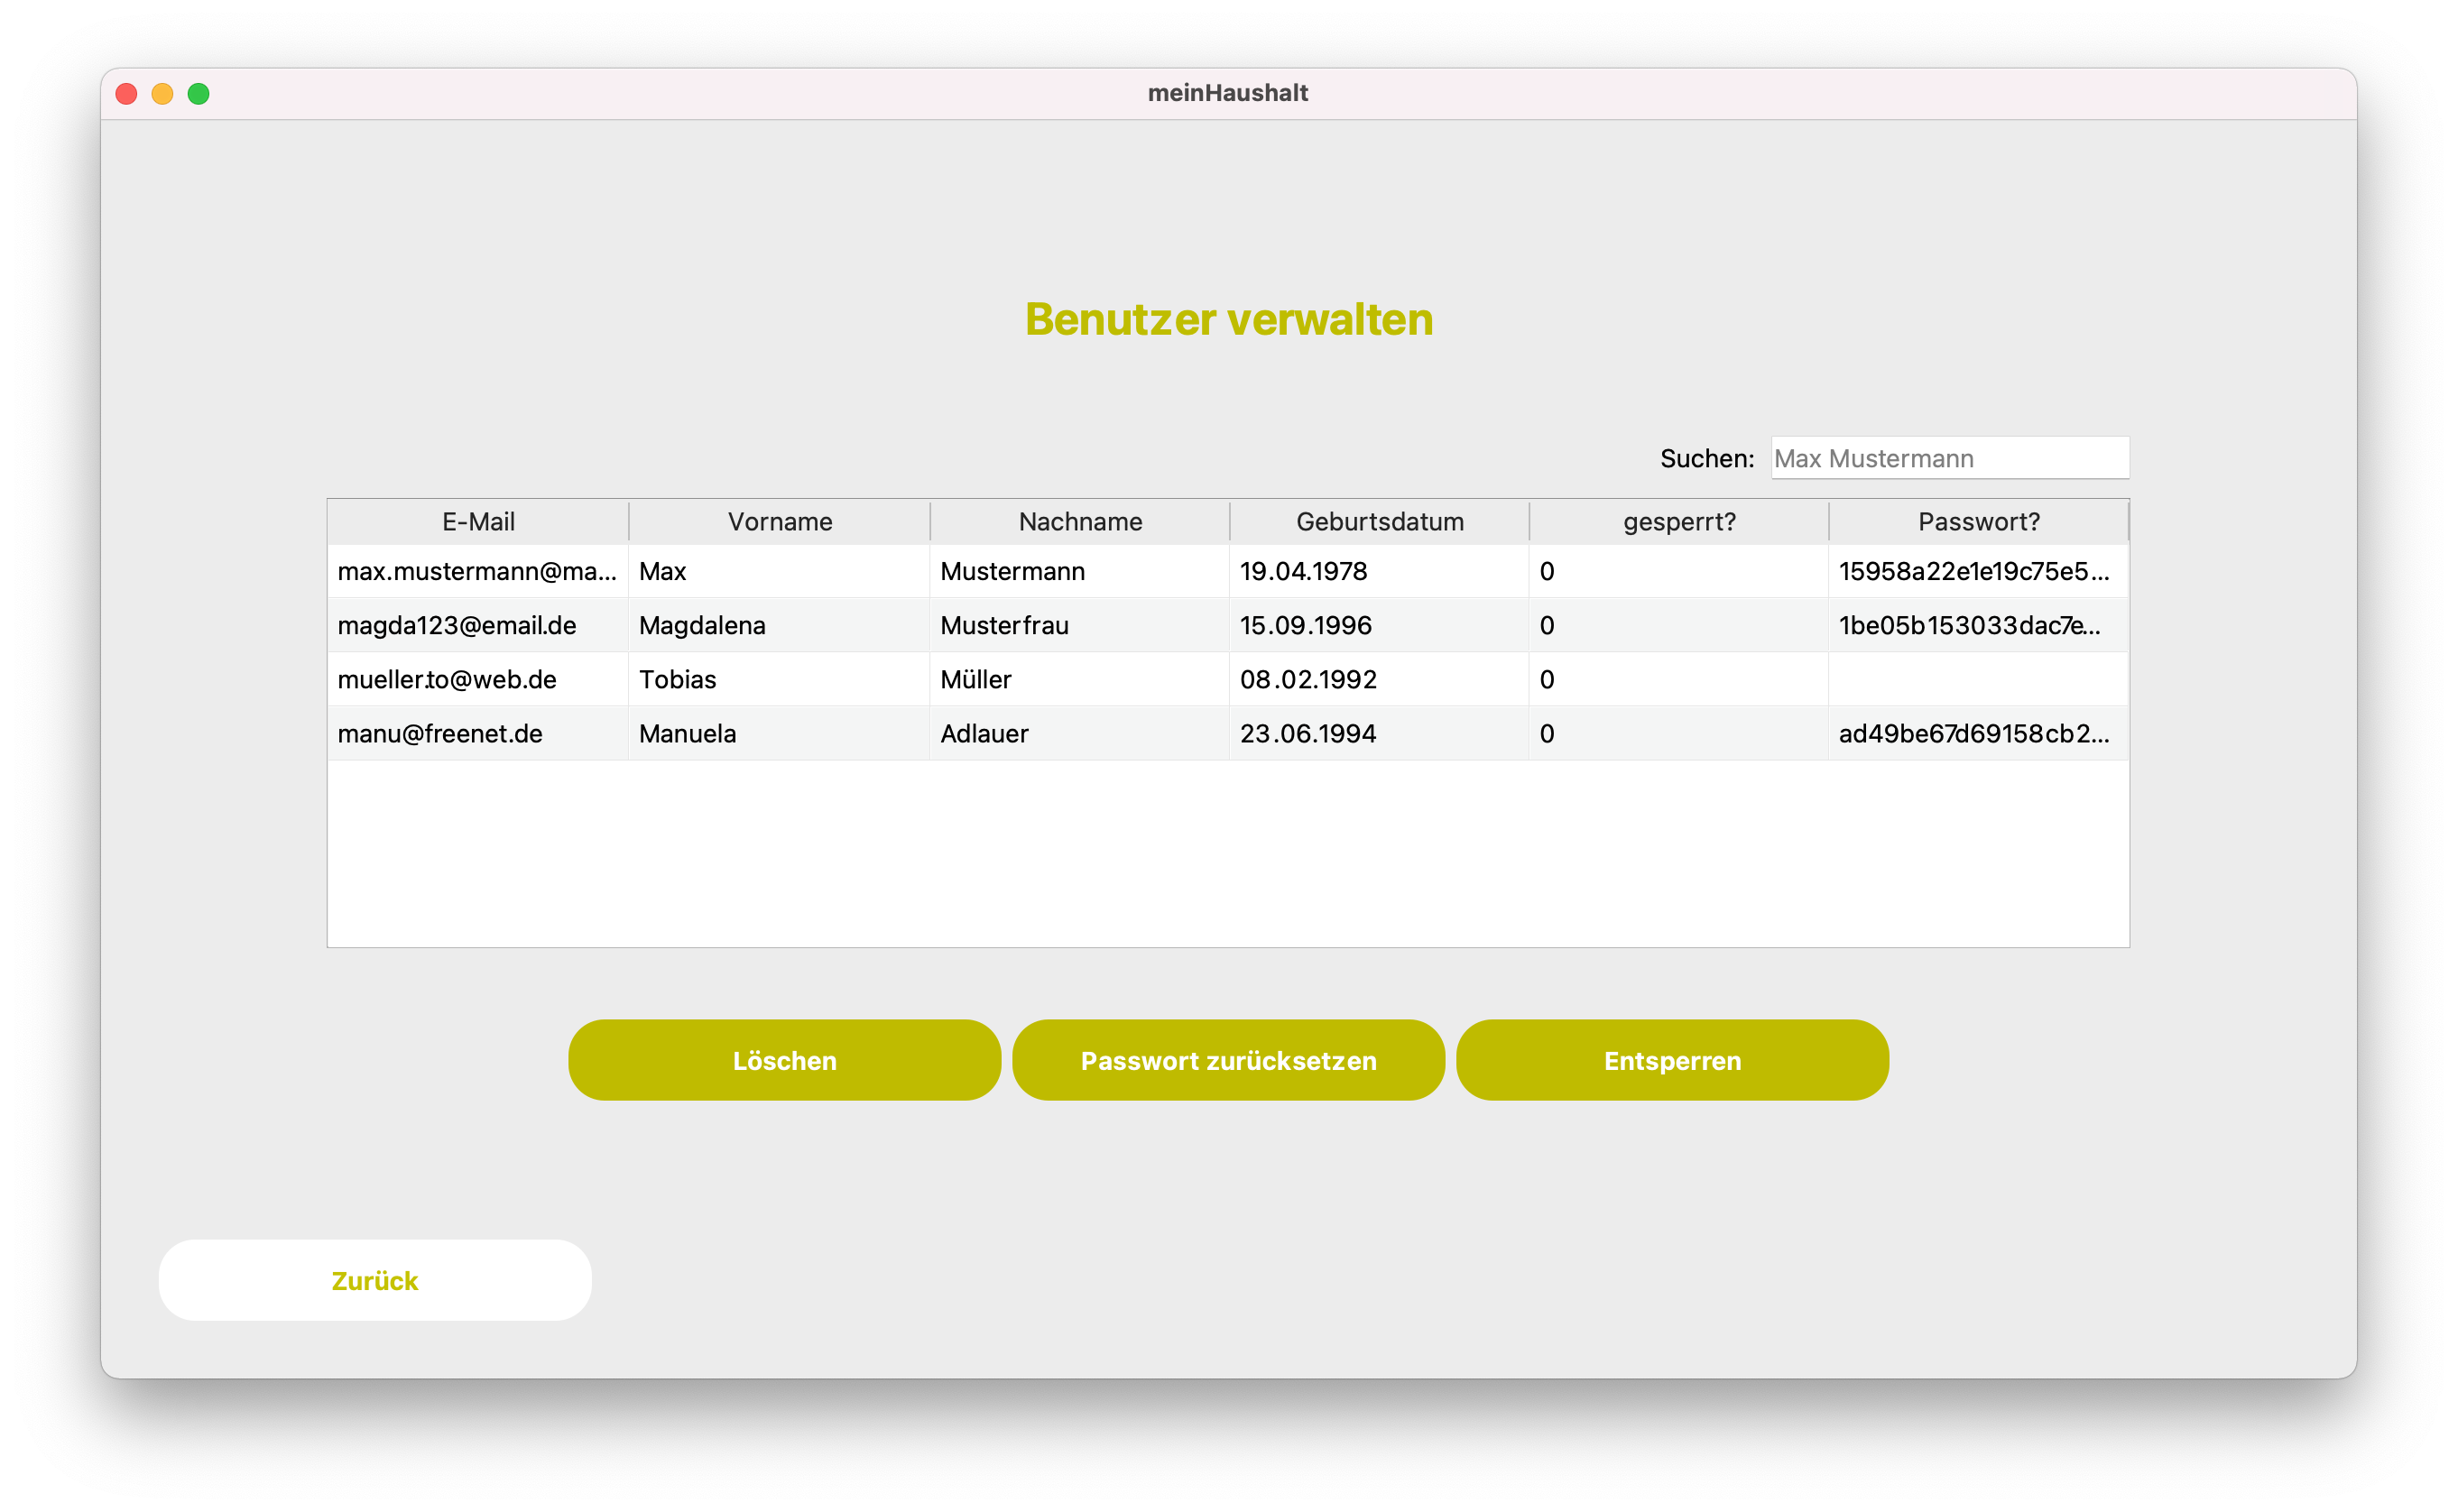 meinHaushalt
Benutzer verwalten
Suchen: Max Mustermann
E-Mail Vorname Nachname Geburtsdatum gesperrt? Passwort?
max.mustermann@ma... Max Mustermann 19.04.1978 0 15958a22e1e19c75e5...
magda123@email.de Magdalena Musterfrau 15.09.1996 0 1be05b153033dac7e...
mueller.to@web.de Tobias Müller 08.02.1992 0
manu@freenet.de Manuela Adlauer 23.06.1994 0 ad49be67d69158cb2...
Löschen Passwort zurücksetzen Entsperren
Zurück